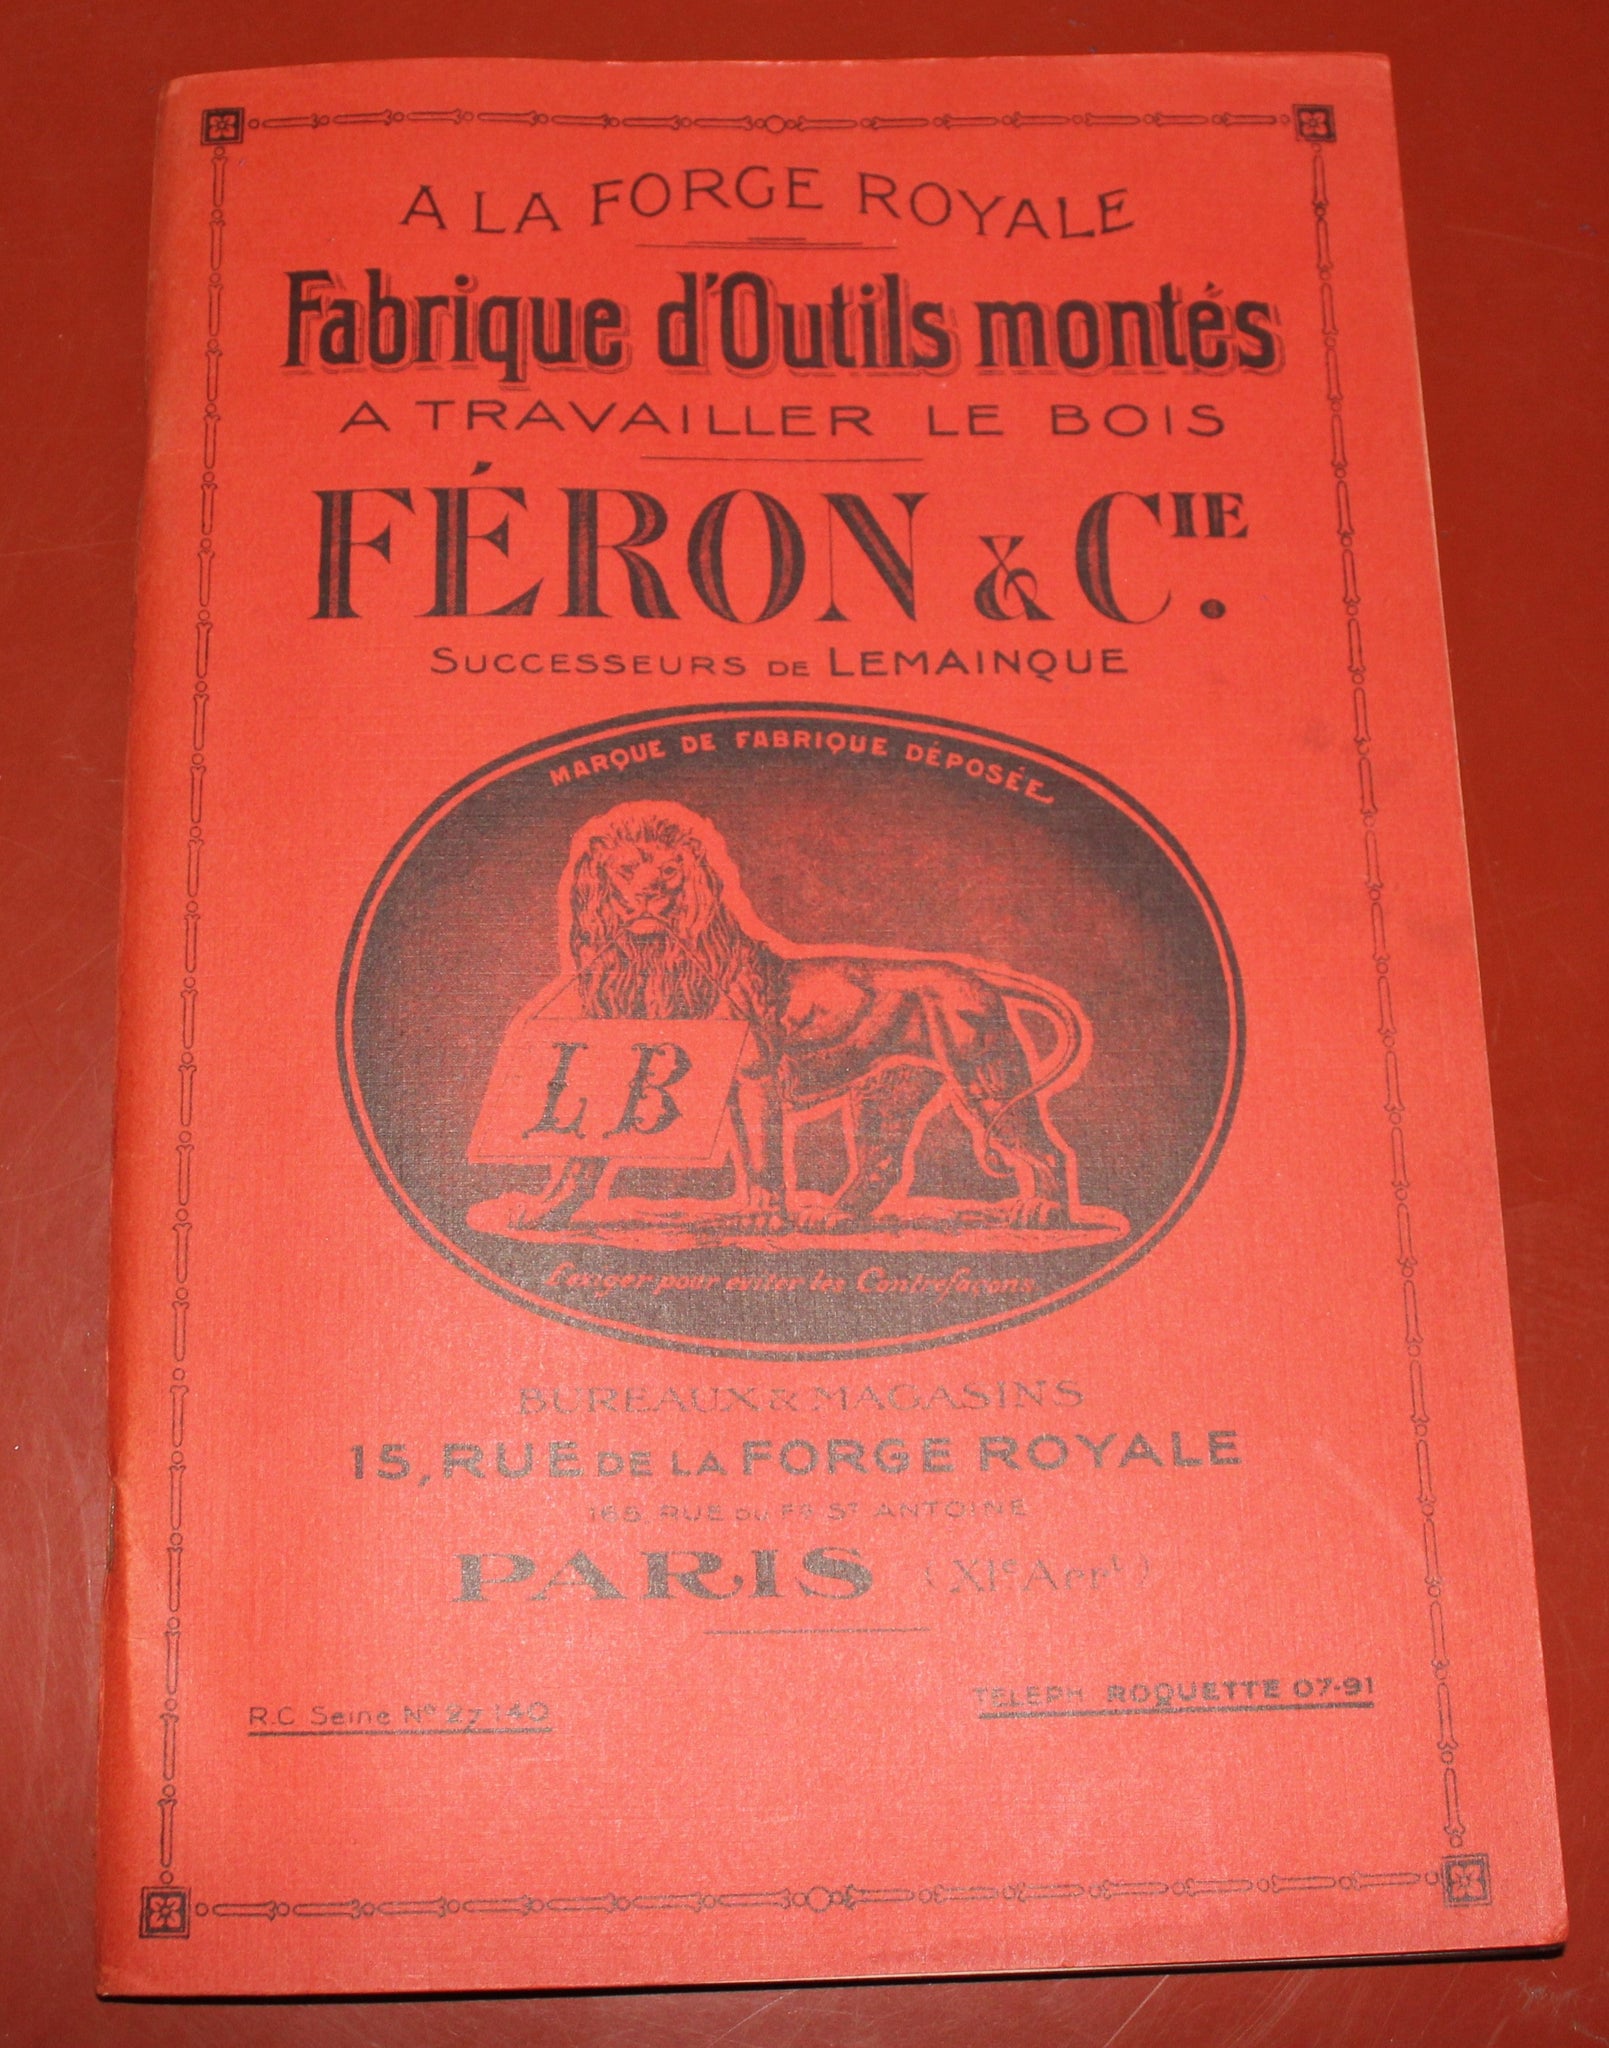 A LA FORGE ROYALE
Fabrique d'Outils montés
A TRAVAILLER LE BOIS
FÉRON & CIE.
SUCCESSEURS DE LEMAINQUE
MARQUE DE FABRIQUE DÉPOSÉE
L B
L'exiger pour eviter les Contrefaçons
BUREAUX & MAGASINS
15, RUE DE LA FORGE ROYALE
165, RUE DU FG ST ANTOINE
PARIS (XIe Arrt)
R.C Seine No 27 140
TELEPH. ROQUETTE 07-91